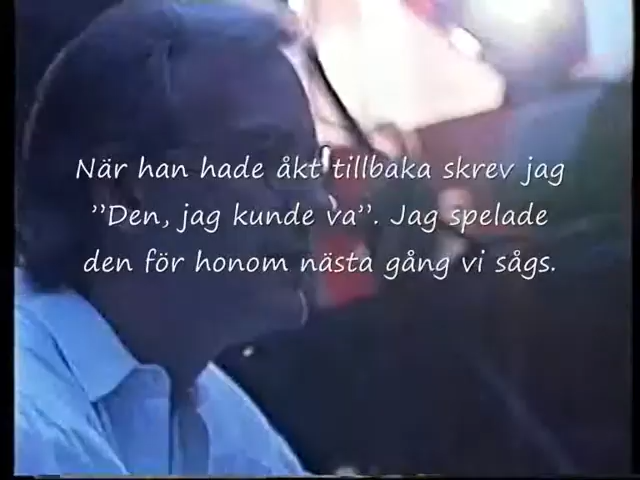 När han hade åkt tillbaka skrev jag
”Den, jag kunde va”. Jag spelade
den för honom nästa gång vi sågs.